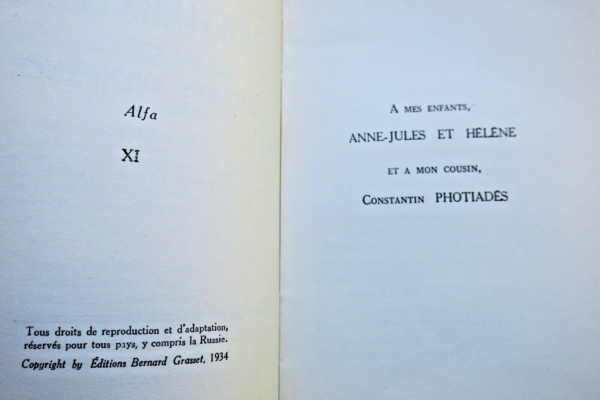 Alfa
XI
Tous droits de reproduction et d'adaptation,
réservés pour tous pays, y compris la Russie.
Copyright by Éditions Bernard Grasset, 1934
A MES ENFANTS,
ANNE-JULES ET HÉLÈNE
ET A MON COUSIN,
CONSTANTIN PHOTIADÈS